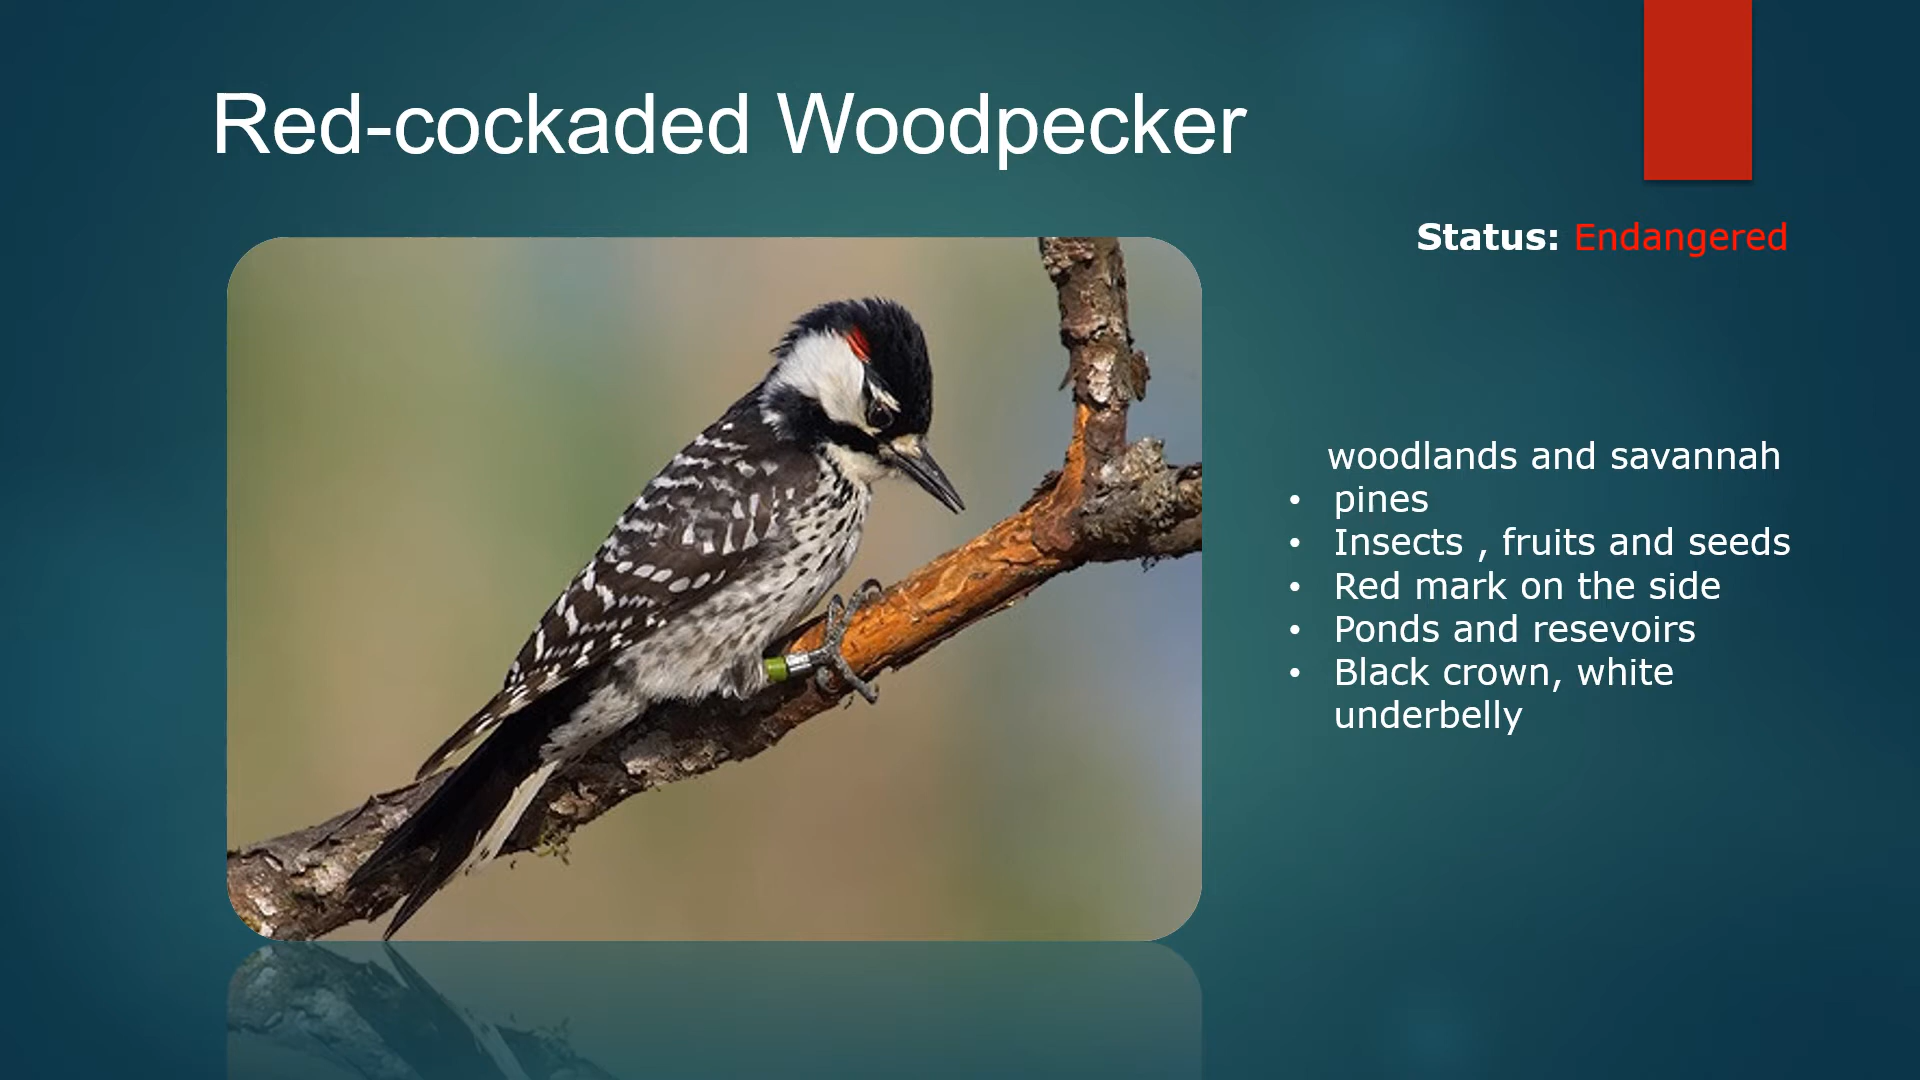 Red-cockaded Woodpecker
Status: Endangered
woodlands and savannah
• pines
• Insects , fruits and seeds
• Red mark on the side
• Ponds and resevoirs
• Black crown, white
underbelly